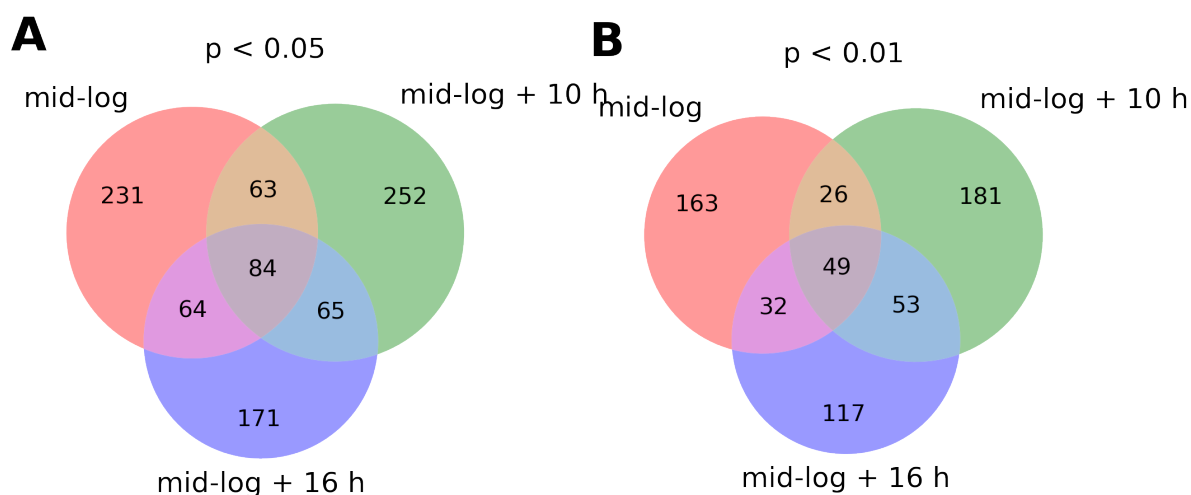 A
p < 0.05
mid-log
mid-log + 10 h
231
63
252
84
64
65
171
mid-log + 16 h
B
p < 0.01
mid-log
mid-log + 10 h
163
26
181
49
32
53
117
mid-log + 16 h